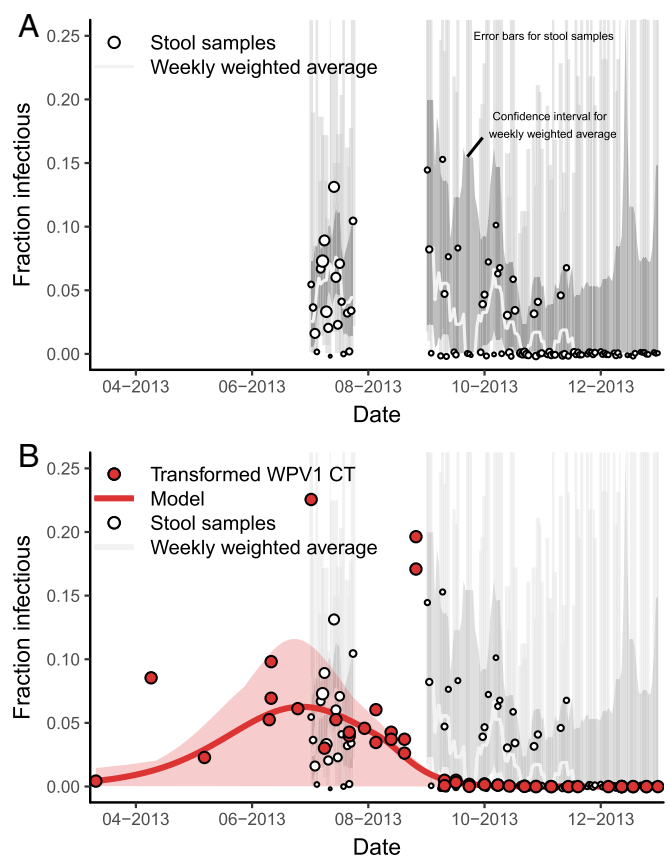 A
0.25
0.20
0.15
0.10
0.05
0.00
Fraction infectious
Stool samples
Weekly weighted average
Error bars for stool samples
Confidence interval for
weekly weighted average
04−2013
06−2013
08−2013
10−2013
12−2013
Date
B
0.25
0.20
0.15
0.10
0.05
0.00
Fraction infectious
Transformed WPV1 CT
Model
Stool samples
Weekly weighted average
04−2013
06−2013
08−2013
10−2013
12−2013
Date